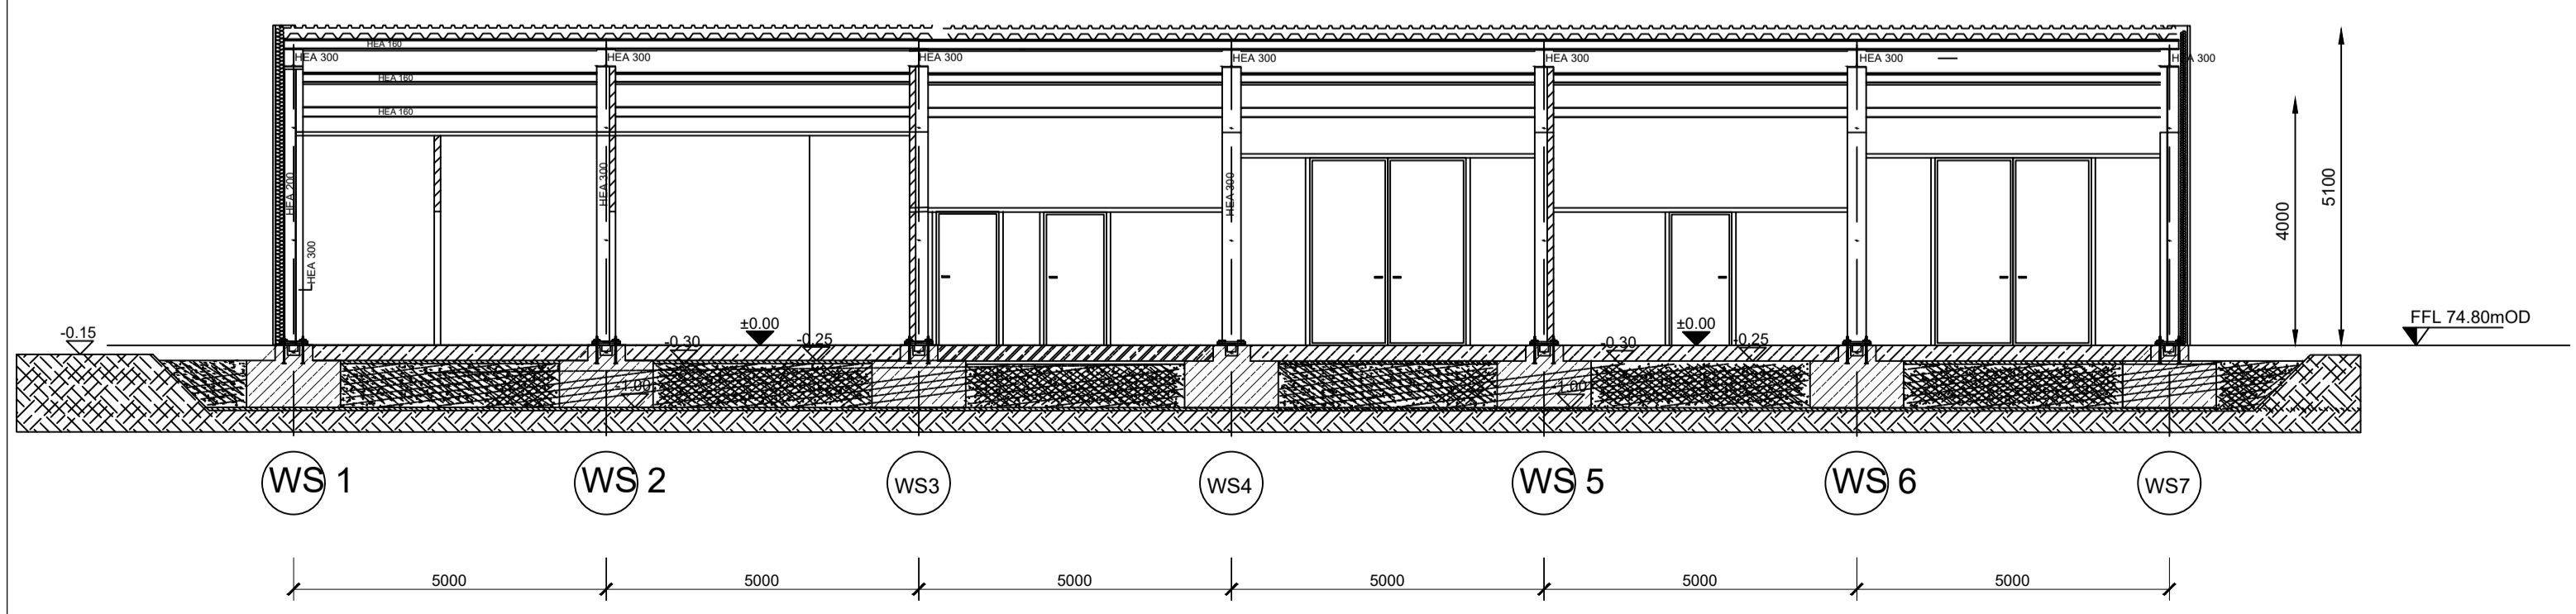 HEA 160
HEA 300 HEA 300 HEA 300 HEA 300 HEA 300 HEA 300 HEA 300
HEA 160
HEA 160
HEA 200
HEA 300
HEA 300
HEA 300
5100
4000
FFL 74.80mOD
-0.15
±0.00
-0.30
-0.25
±0.00
-0.30
-0.25
-1.00
-1.00
WS 1 WS 2 WS3 WS4 WS 5 WS 6 WS7
5000 5000 5000 5000 5000 5000